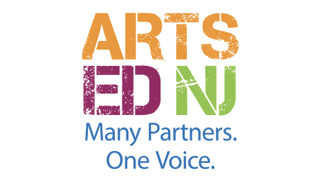 ARTS
ED NJ
Many Partners.
One Voice.